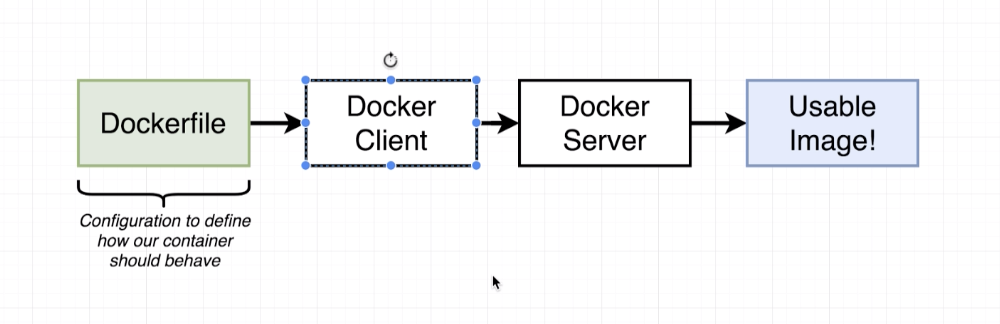 Dockerfile
Docker
Client
Docker
Server
Usable
Image!
Configuration to define
how our container
should behave